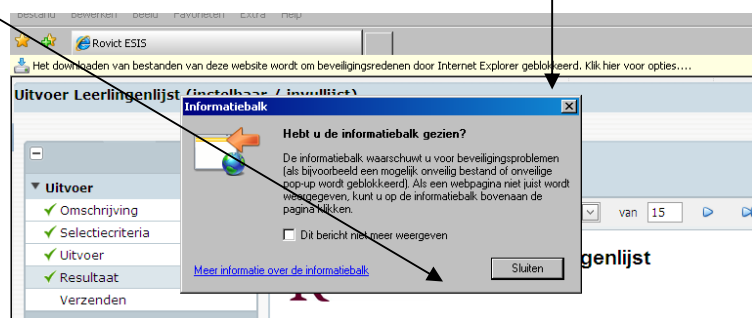 Bestand Bewerken Beeld Favorieten Extra Help
Rovict ESIS
Het downloaden van bestanden van deze website wordt om beveiligingsredenen door Internet Explorer geblokkeerd. Klik hier voor opties....
Uitvoer Leerlingenlijst (instelbaar / invullijst)
Informatiebalk
Hebt u de informatiebalk gezien?
De informatiebalk waarschuwt u voor beveiligingsproblemen
(als bijvoorbeeld een mogelijk onveilig bestand of onveilige
pop-up wordt geblokkeerd). Als een webpagina niet juist wordt
weergegeven, kunt u op de informatiebalk bovenaan de
pagina klikken.
Dit bericht niet meer weergeven
Meer informatie over de informatiebalk
Sluiten
Uitvoer
Omschrijving
Selectiecriteria
Uitvoer
Resultaat
Verzenden
van 15
genlijst